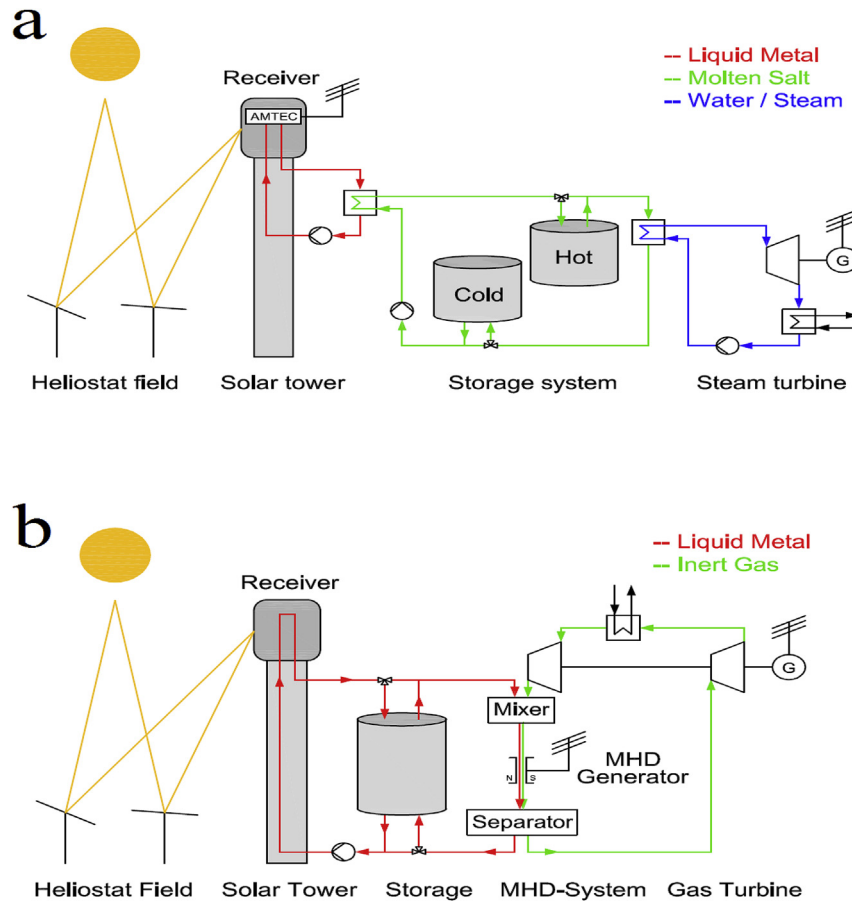 a
Receiver
AMTEC
-- Liquid Metal
-- Molten Salt
-- Water / Steam
Hot
Cold
G
Heliostat field
Solar tower
Storage system
Steam turbine
b
Receiver
-- Liquid Metal
-- Inert Gas
G
Mixer
N
S
MHD
Generator
Separator
Heliostat Field
Solar Tower
Storage
MHD-System
Gas Turbine